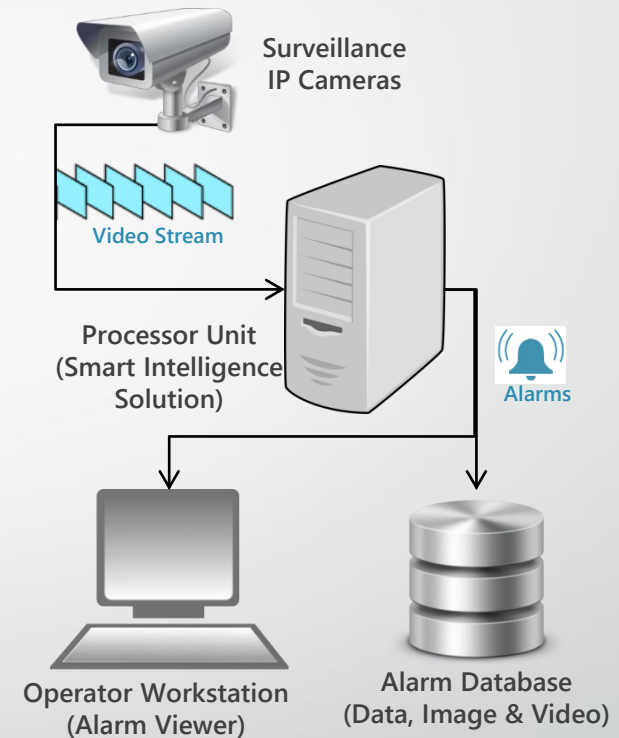 Surveillance
IP Cameras
Video Stream
Processor Unit
(Smart Intelligence
Solution)
Alarms
Operator Workstation
(Alarm Viewer)
Alarm Database
(Data, Image & Video)